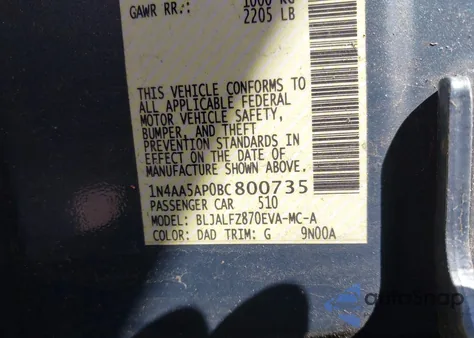 GAWR RR.: 1000 KG
2205 LB
THIS VEHICLE CONFORMS TO
ALL APPLICABLE FEDERAL
MOTOR VEHICLE SAFETY,
BUMPER, AND THEFT
PREVENTION STANDARDS IN
EFFECT ON THE DATE OF
MANUFACTURE SHOWN ABOVE.
1N4AA5AP0BC800735
PASSENGER CAR 510
MODEL: BLJALFZ870EVA-MC-A
COLOR: DAD TRIM: G 9N00A
autosnap